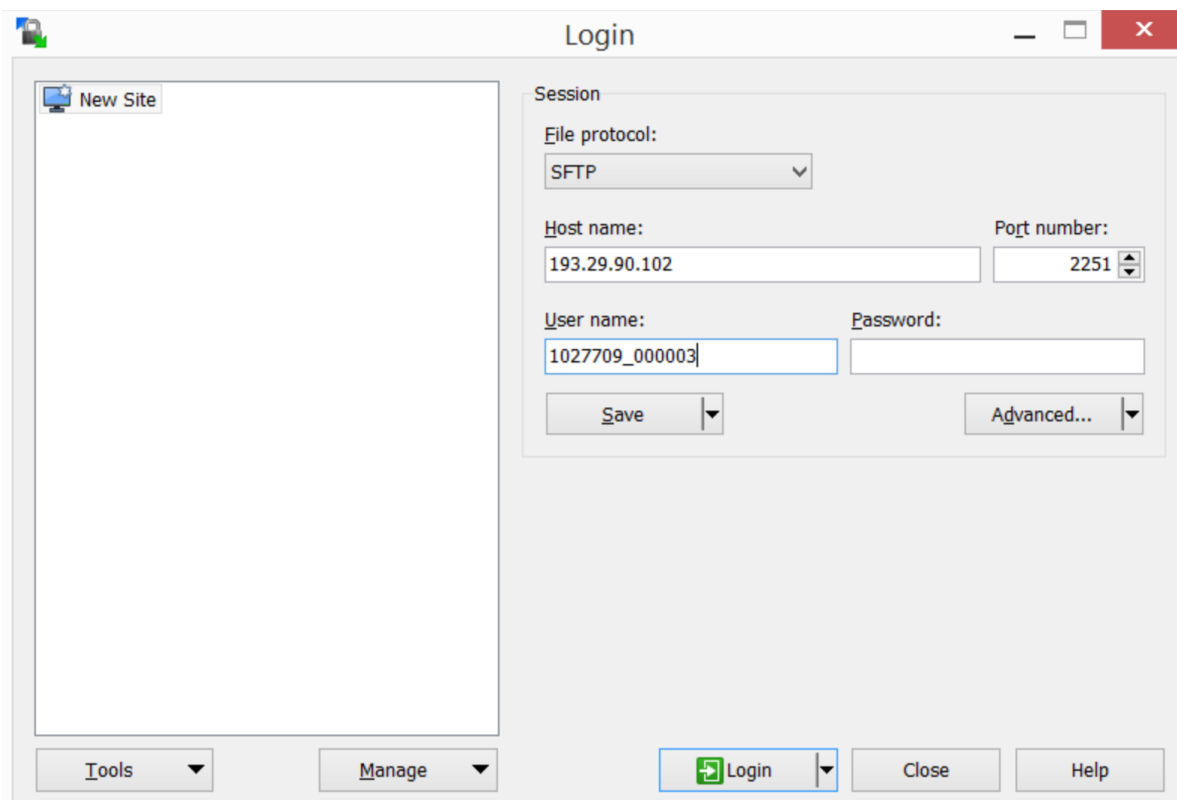 Login
New Site
Session
File protocol:
SFTP
Host name: Port number:
193.29.90.102 2251
User name: Password:
1027709_000003
Save Advanced...
Tools Manage Login Close Help